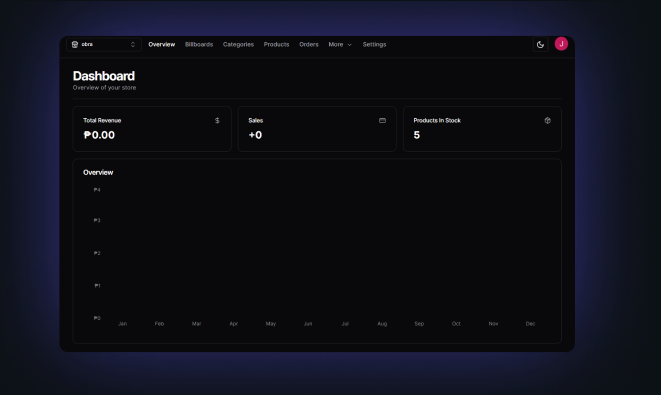 obra Overview Billboards Categories Products Orders More Settings J
Dashboard
Overview of your store
Total Revenue
₱0.00
Sales
+0
Products In Stock
5
Overview
₱4
₱3
₱2
₱1
₱0
Jan Feb Mar Apr May Jun Jul Aug Sep Oct Nov Dec